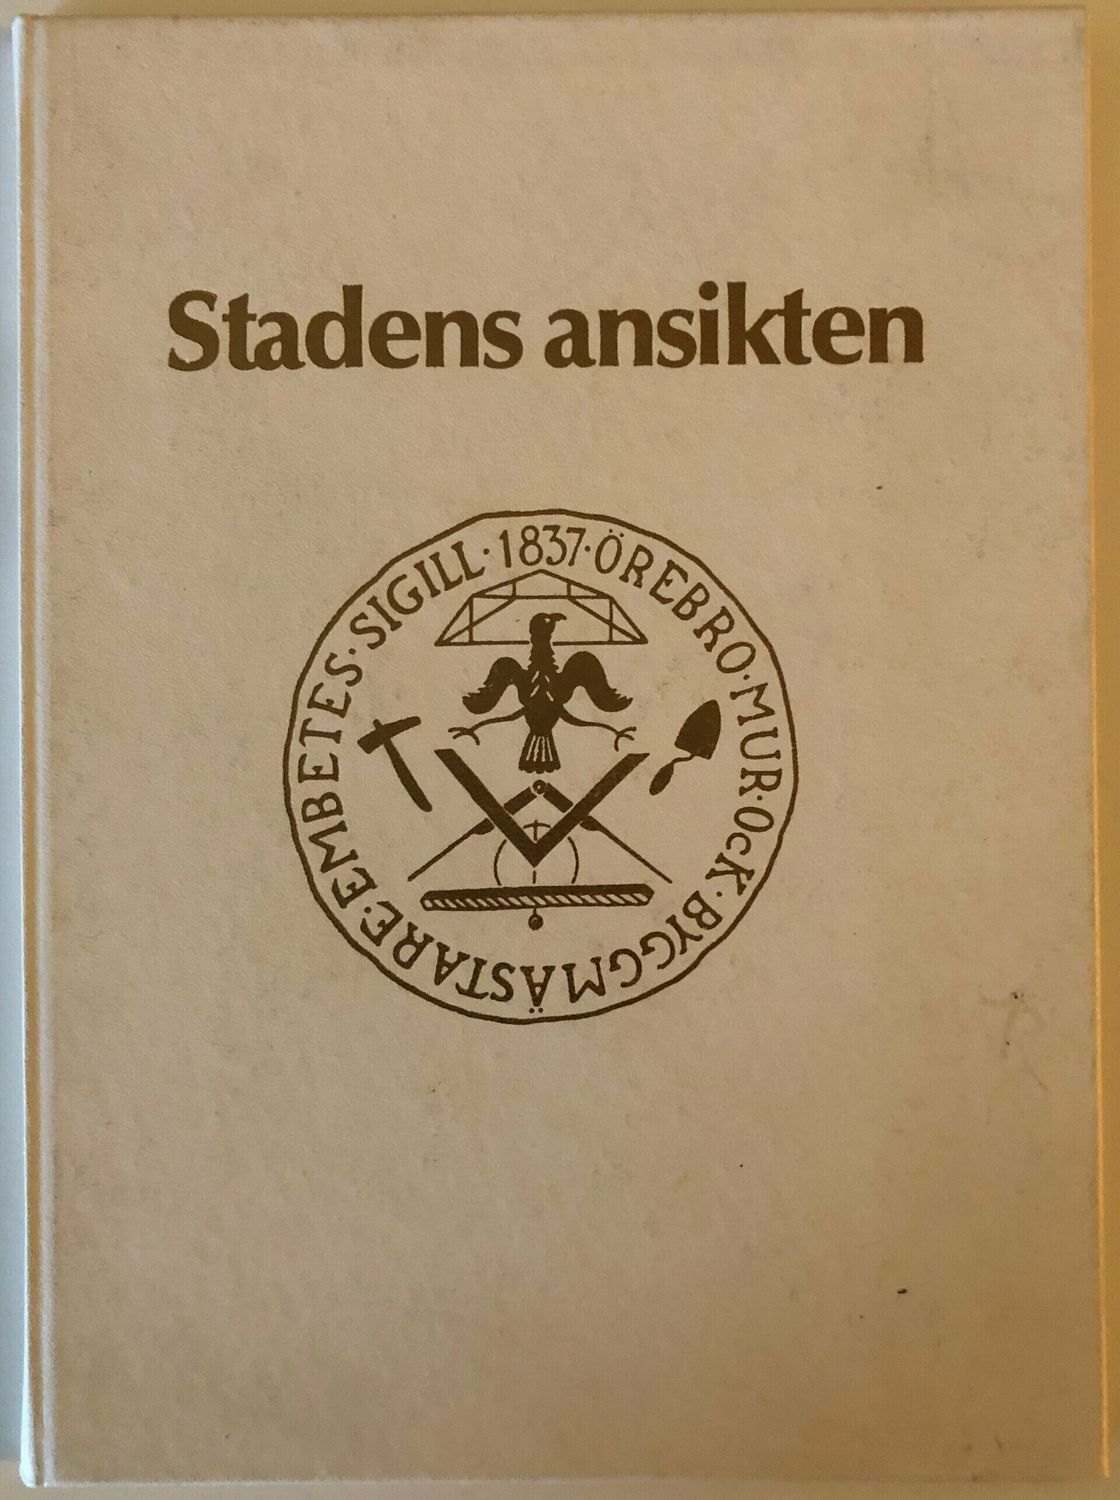 Stadens ansikten
·1837·ÖREBRO·MUR·OcK·BYGGMÄSTARE·EMBETES·SIGILL